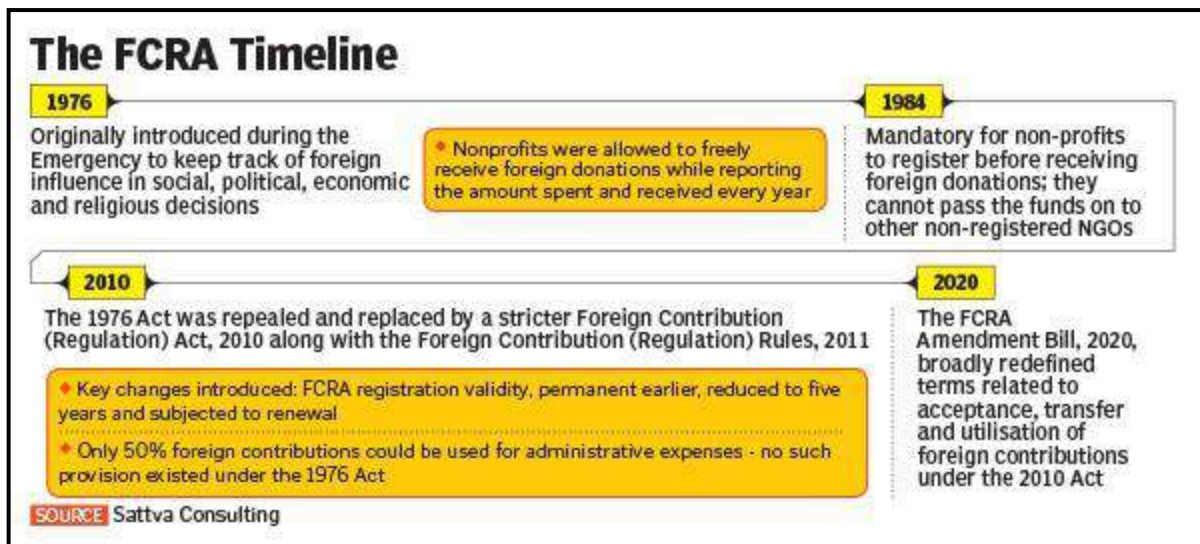 The FCRA Timeline
1976
Originally introduced during the
Emergency to keep track of foreign
influence in social, political, economic
and religious decisions
◆ Nonprofits were allowed to freely
receive foreign donations while reporting
the amount spent and received every year
1984
Mandatory for non-profits
to register before receiving
foreign donations; they
cannot pass the funds on to
other non-registered NGOs
2010
The 1976 Act was repealed and replaced by a stricter Foreign Contribution
(Regulation) Act, 2010 along with the Foreign Contribution (Regulation) Rules, 2011
◆ Key changes introduced: FCRA registration validity, permanent earlier, reduced to five
years and subjected to renewal
◆ Only 50% foreign contributions could be used for administrative expenses - no such
provision existed under the 1976 Act
2020
The FCRA
Amendment Bill, 2020,
broadly redefined
terms related to
acceptance, transfer
and utilisation of
foreign contributions
under the 2010 Act
SOURCE Sattva Consulting